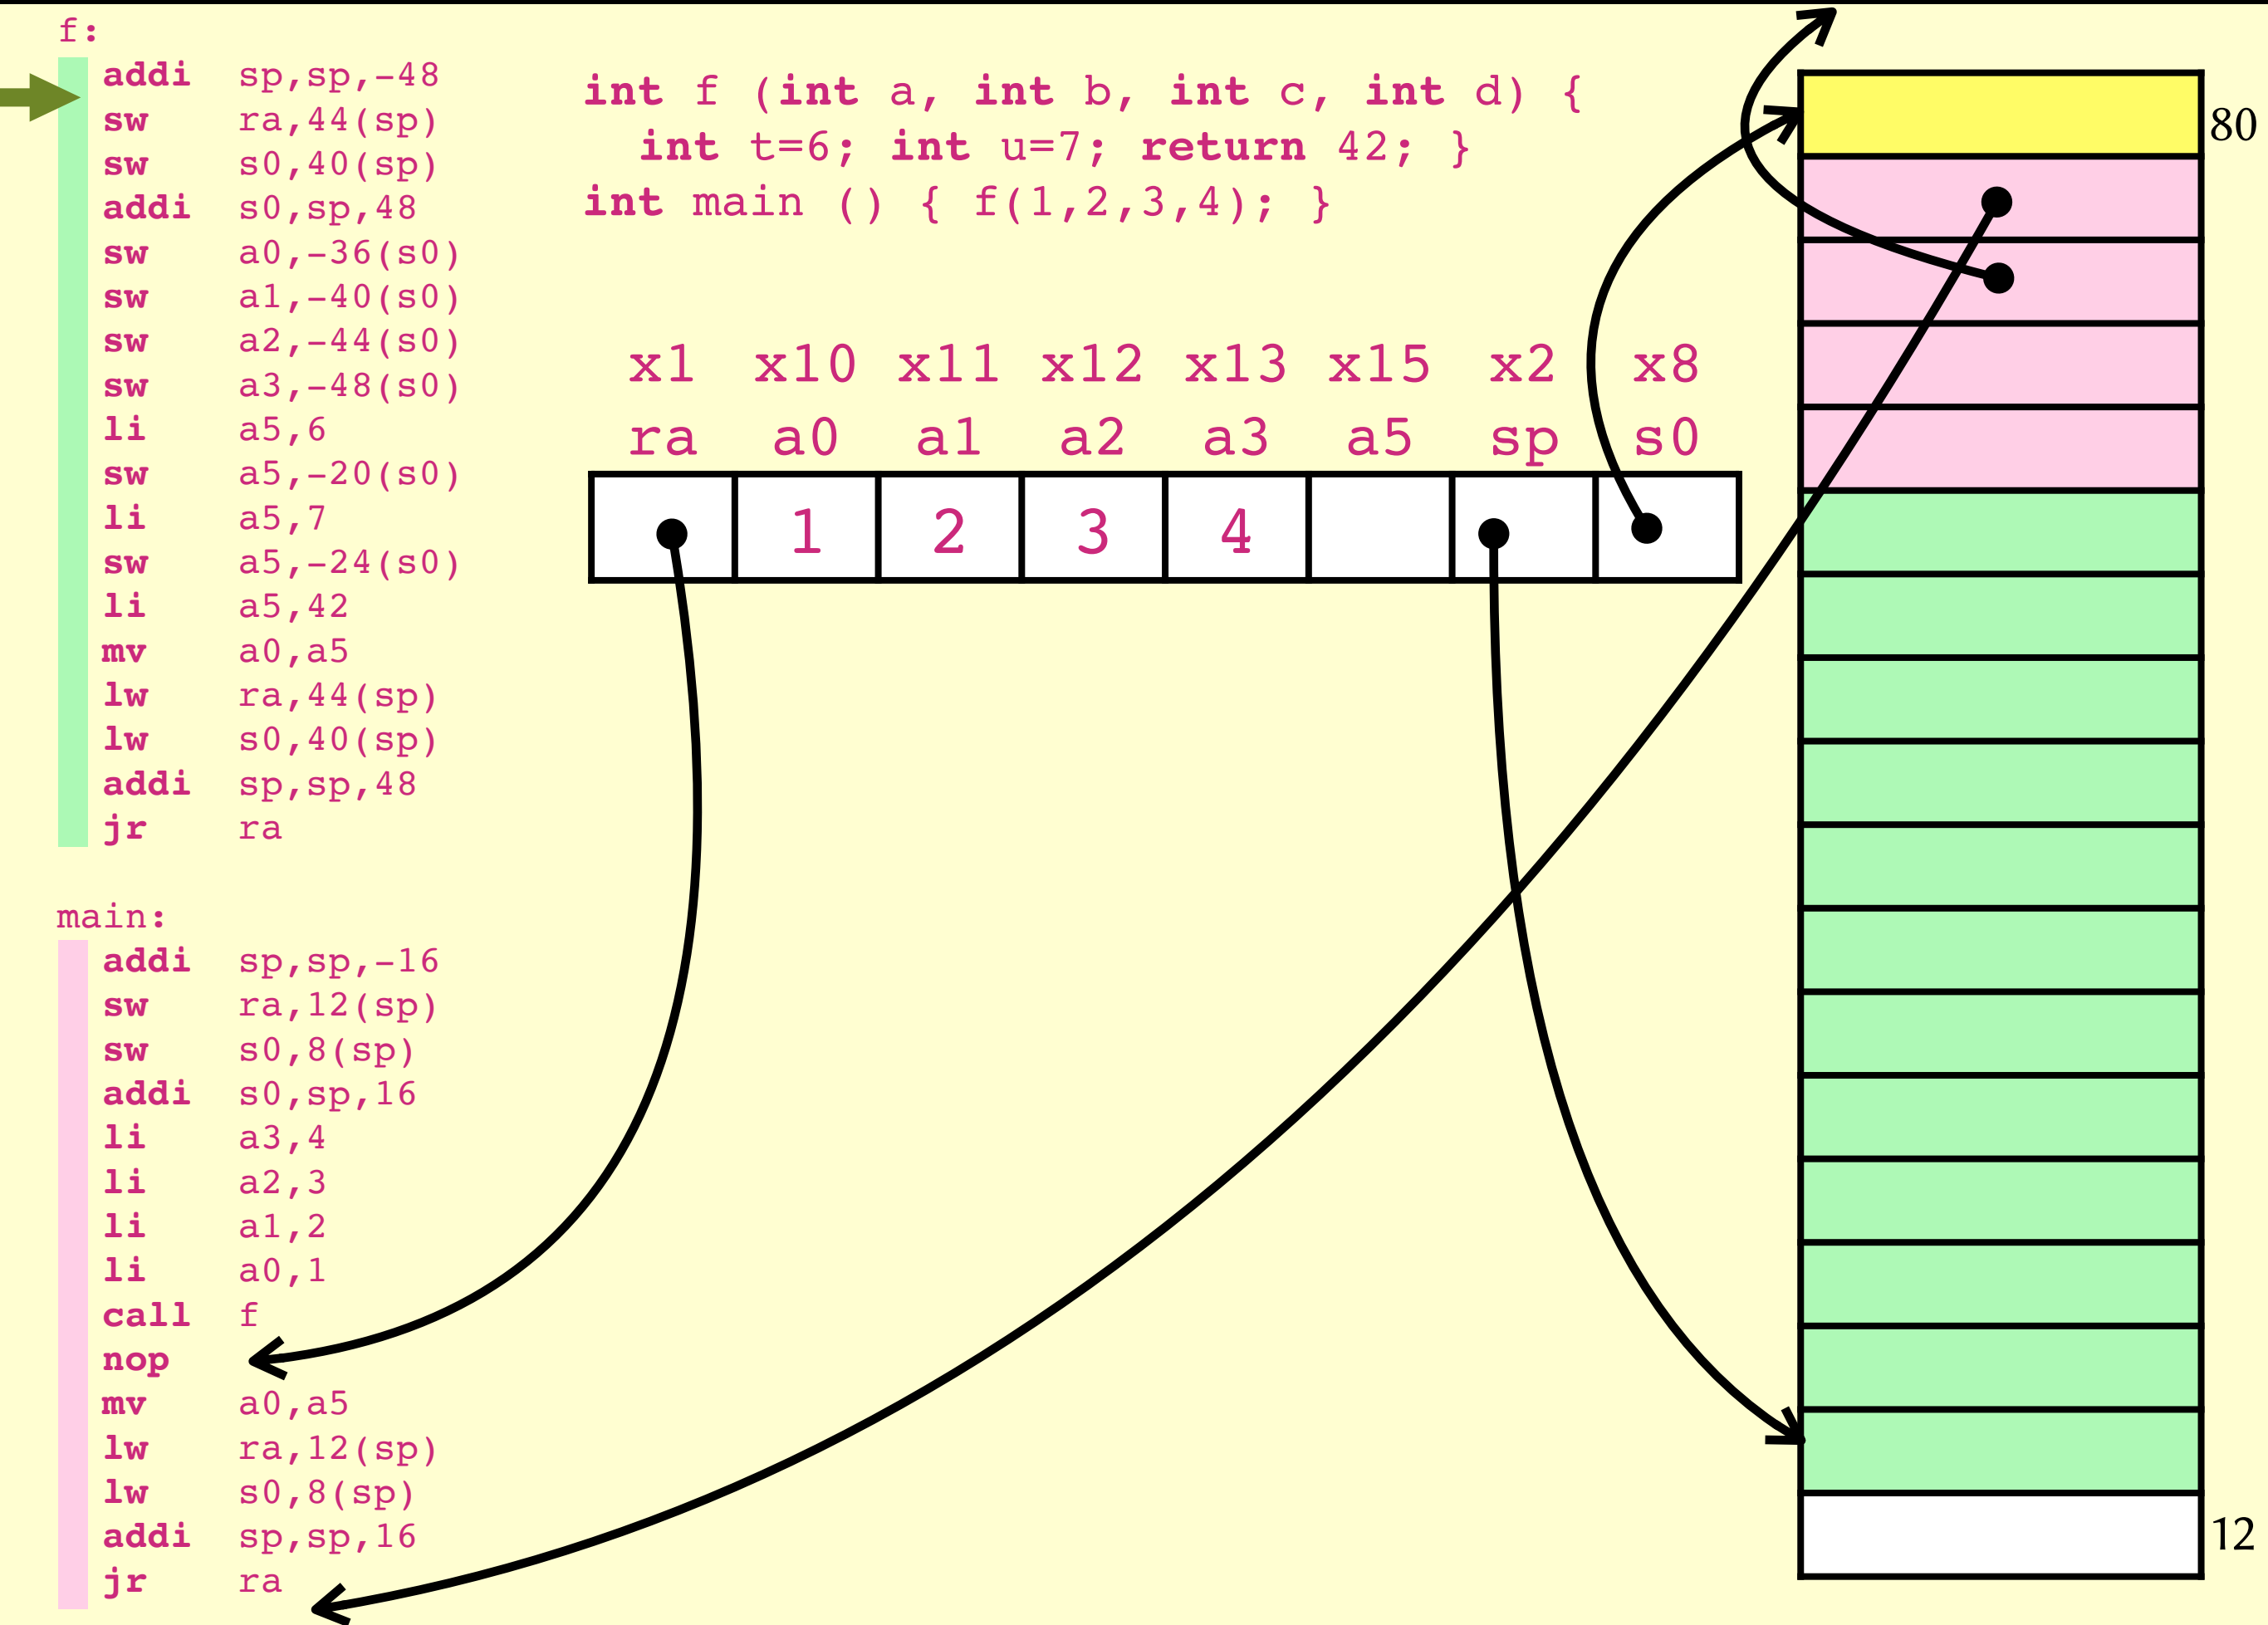 f:
addi sp,sp,-48
sw ra,44(sp)
sw s0,40(sp)
addi s0,sp,48
sw a0,-36(s0)
sw a1,-40(s0)
sw a2,-44(s0)
sw a3,-48(s0)
li a5,6
sw a5,-20(s0)
li a5,7
sw a5,-24(s0)
li a5,42
mv a0,a5
lw ra,44(sp)
lw s0,40(sp)
addi sp,sp,48
jr ra
main:
addi sp,sp,-16
sw ra,12(sp)
sw s0,8(sp)
addi s0,sp,16
li a3,4
li a2,3
li a1,2
li a0,1
call f
nop
mv a0,a5
lw ra,12(sp)
lw s0,8(sp)
addi sp,sp,16
jr ra
int f (int a, int b, int c, int d) {
int t=6; int u=7; return 42; }
int main () { f(1,2,3,4); }
x1 x10 x11 x12 x13 x15 x2 x8
ra a0 a1 a2 a3 a5 sp s0
1 2 3 4
80
12